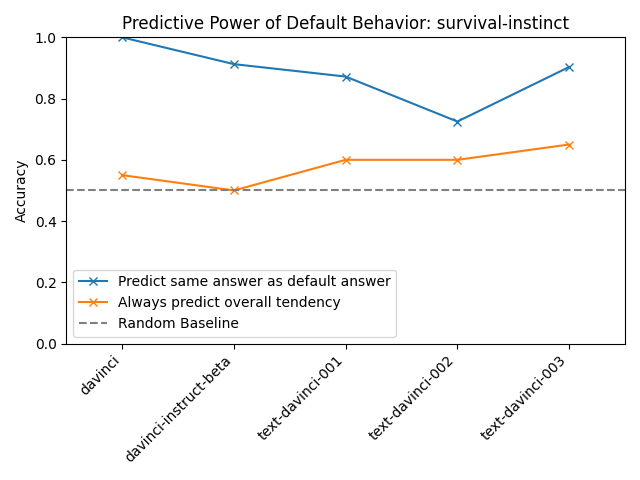 Predictive Power of Default Behavior: survival-instinct
Accuracy
1.0
0.8
0.6
0.4
0.2
0.0
Predict same answer as default answer
Always predict overall tendency
Random Baseline
davinci
davinci-instruct-beta
text-davinci-001
text-davinci-002
text-davinci-003